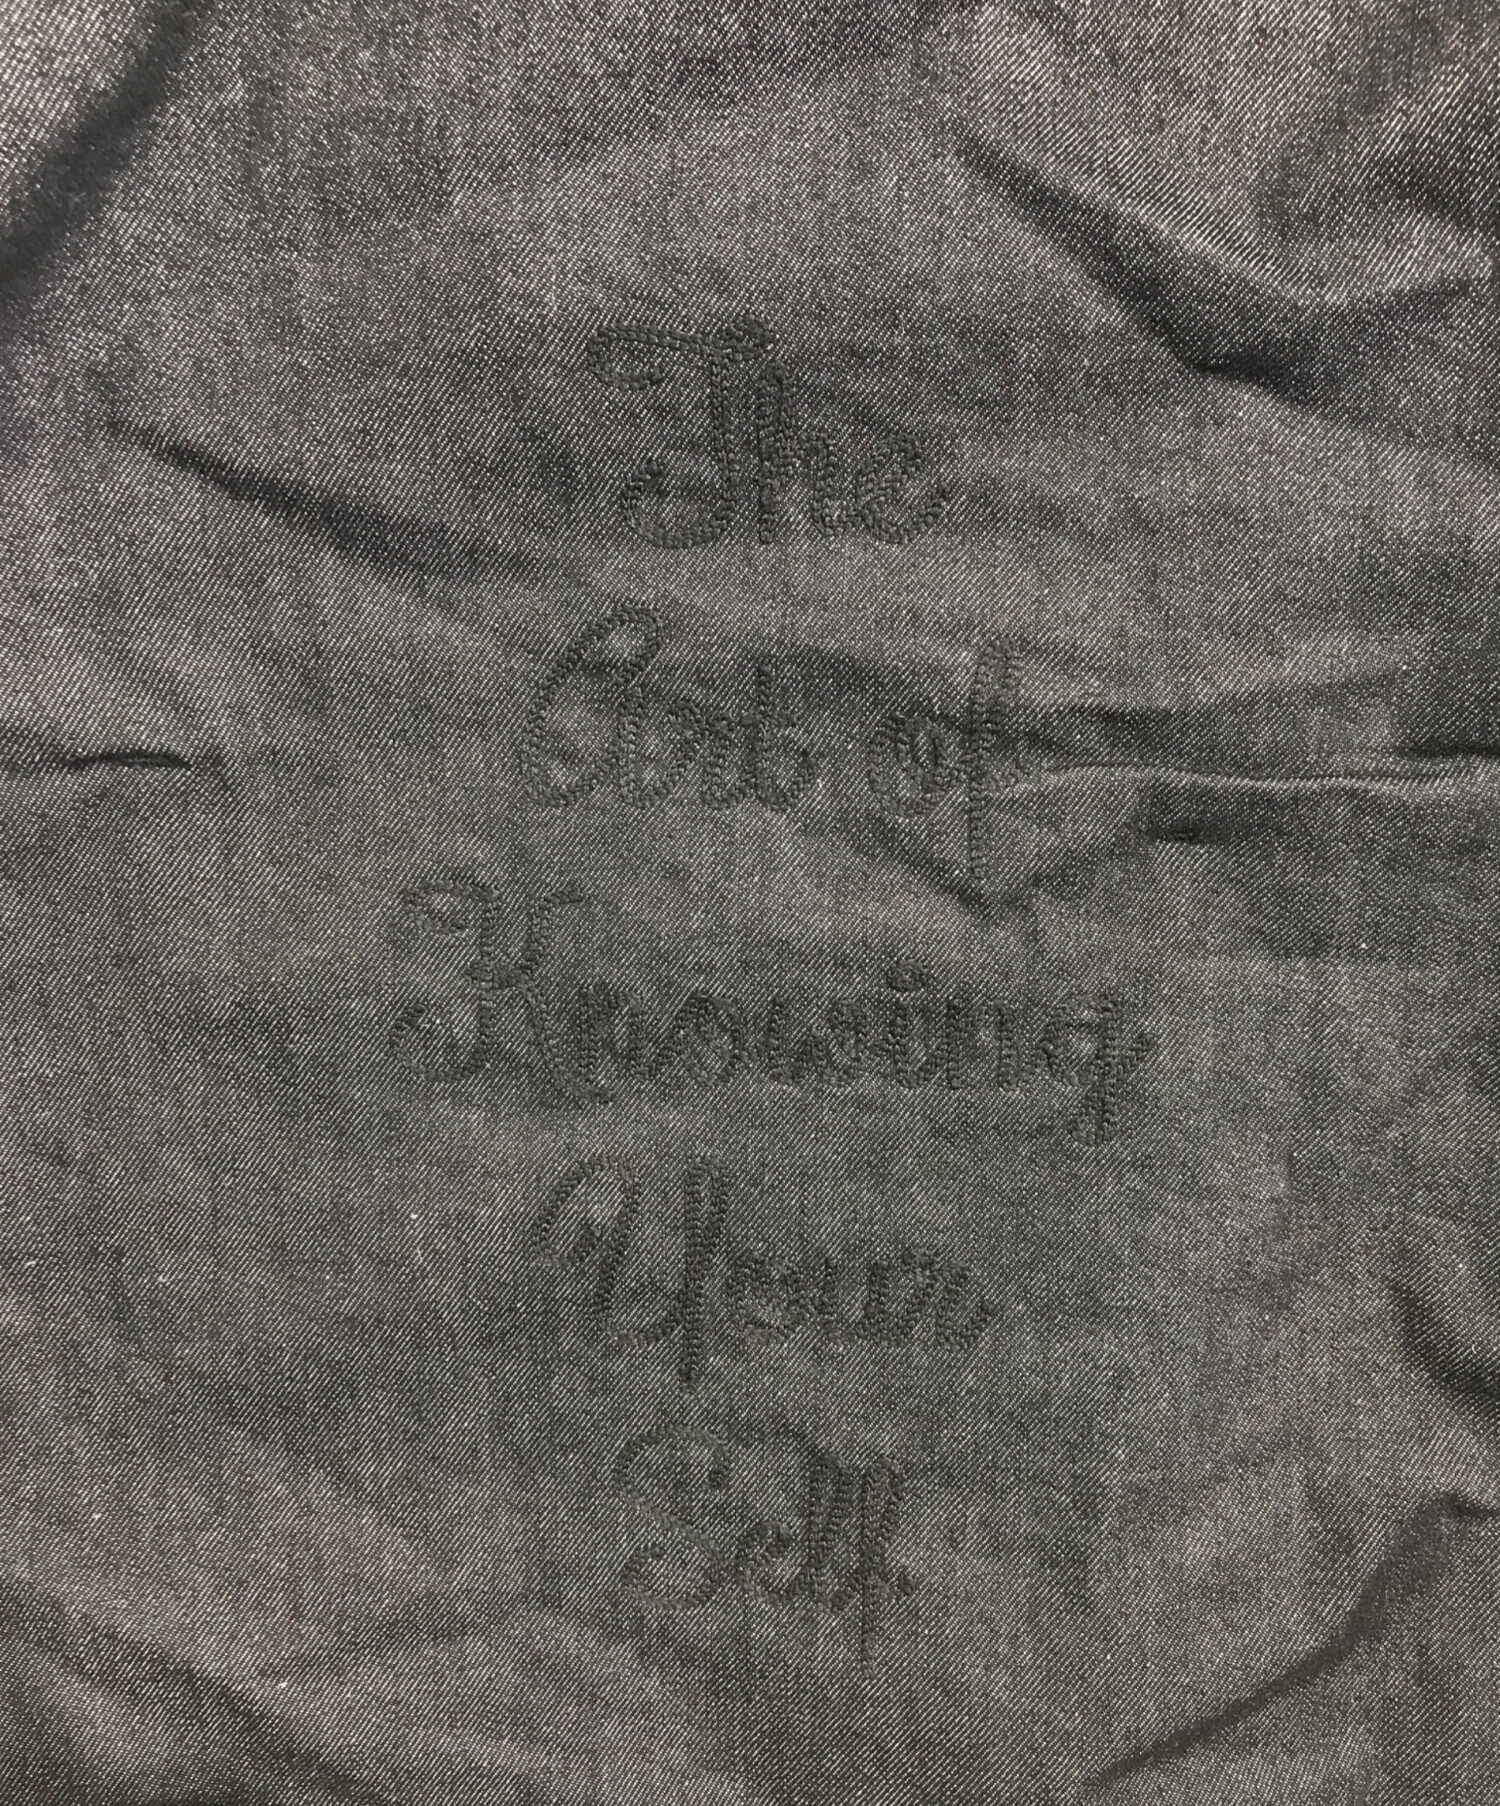 The
Art of
Knowing
Your
Self